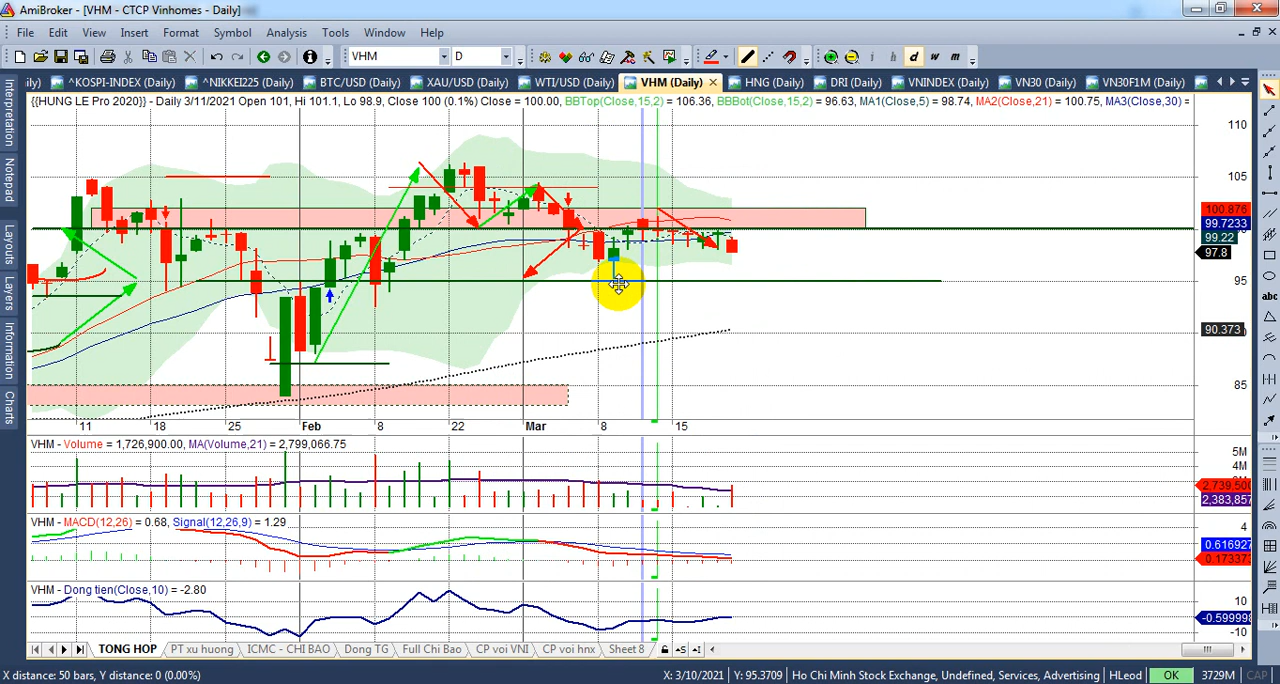 AmiBroker - [VHM - CTCP Vinhomes - Daily]
File Edit View Insert Format Symbol Analysis Tools Window Help
VHM D i d w m
ily) ^KOSPI-INDEX (Daily) ^NIKKEI225 (Daily) BTC/USD (Daily) XAU/USD (Daily) WTI/USD (Daily) VHM (Daily) HNG (Daily) DRI (Daily) VNINDEX (Daily) VN30 (Daily) VN30F1M (Daily)
{{HUNG LE Pro 2020}} - Daily 3/11/2021 Open 101, Hi 101.1, Lo 98.9, Close 100 (0.1%) Close = 100.00, BBTop(Close,15,2) = 106.36, BBBot(Close,15,2) = 96.63, MA1(Close,5) = 98.74, MA2(Close,21) = 100.75, MA3(Close,30) =
Interpretation
Notepad
Layouts
Layers
Information
Charts
abc
110
105
100.876
99.7233
99.22
97.8
95
90.373
85
11 18 25 Feb 8 22 Mar 8 15
VHM - Volume = 1,726,900.00, MA(Volume,21) = 2,799,066.75
5M
4M
2,739,500
2,383,857
VHM - MACD(12,26) = 0.68, Signal(12,26,9) = 1.29
4
0.616927
0.173373
VHM - Dong tien(Close,10) = -2.80
10
-0.599998
-10
TONG HOP PT xu huong ICMC - CHI BAO Dong TG Full Chi Bao CP voi VNI CP voi hnx Sheet 8
X distance: 50 bars, Y distance: 0 (0.00%) X: 3/10/2021 Y: 95.3709 Ho Chi Minh Stock Exchange, Undefined, Services, Advertising HLeod OK 3729M CAP